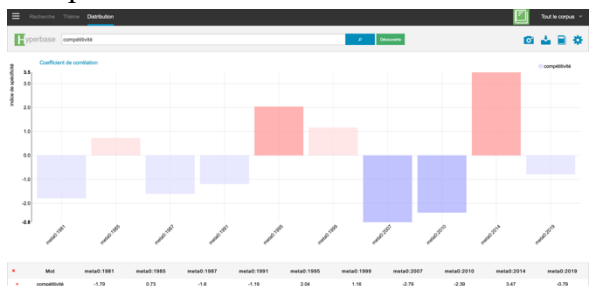 Recherche Thème Distribution Tout le corpus
Hyperbase compétitivité Découverte
Coefficient de corrélation
compétitivité
indice de spécificité
3.5
3.0
2.0
1.0
0.0
-1.0
-2.0
-2.8
meta0:1981 meta0:1985 meta0:1987 meta0:1991 meta0:1995 meta0:1999 meta0:2007 meta0:2010 meta0:2014 meta0:2019
Mot meta0:1981 meta0:1985 meta0:1987 meta0:1991 meta0:1995 meta0:1999 meta0:2007 meta0:2010 meta0:2014 meta0:2019
compétitivité -1.79 0.73 -1.6 -1.19 2.04 1.16 -2.78 -2.39 3.47 -0.79